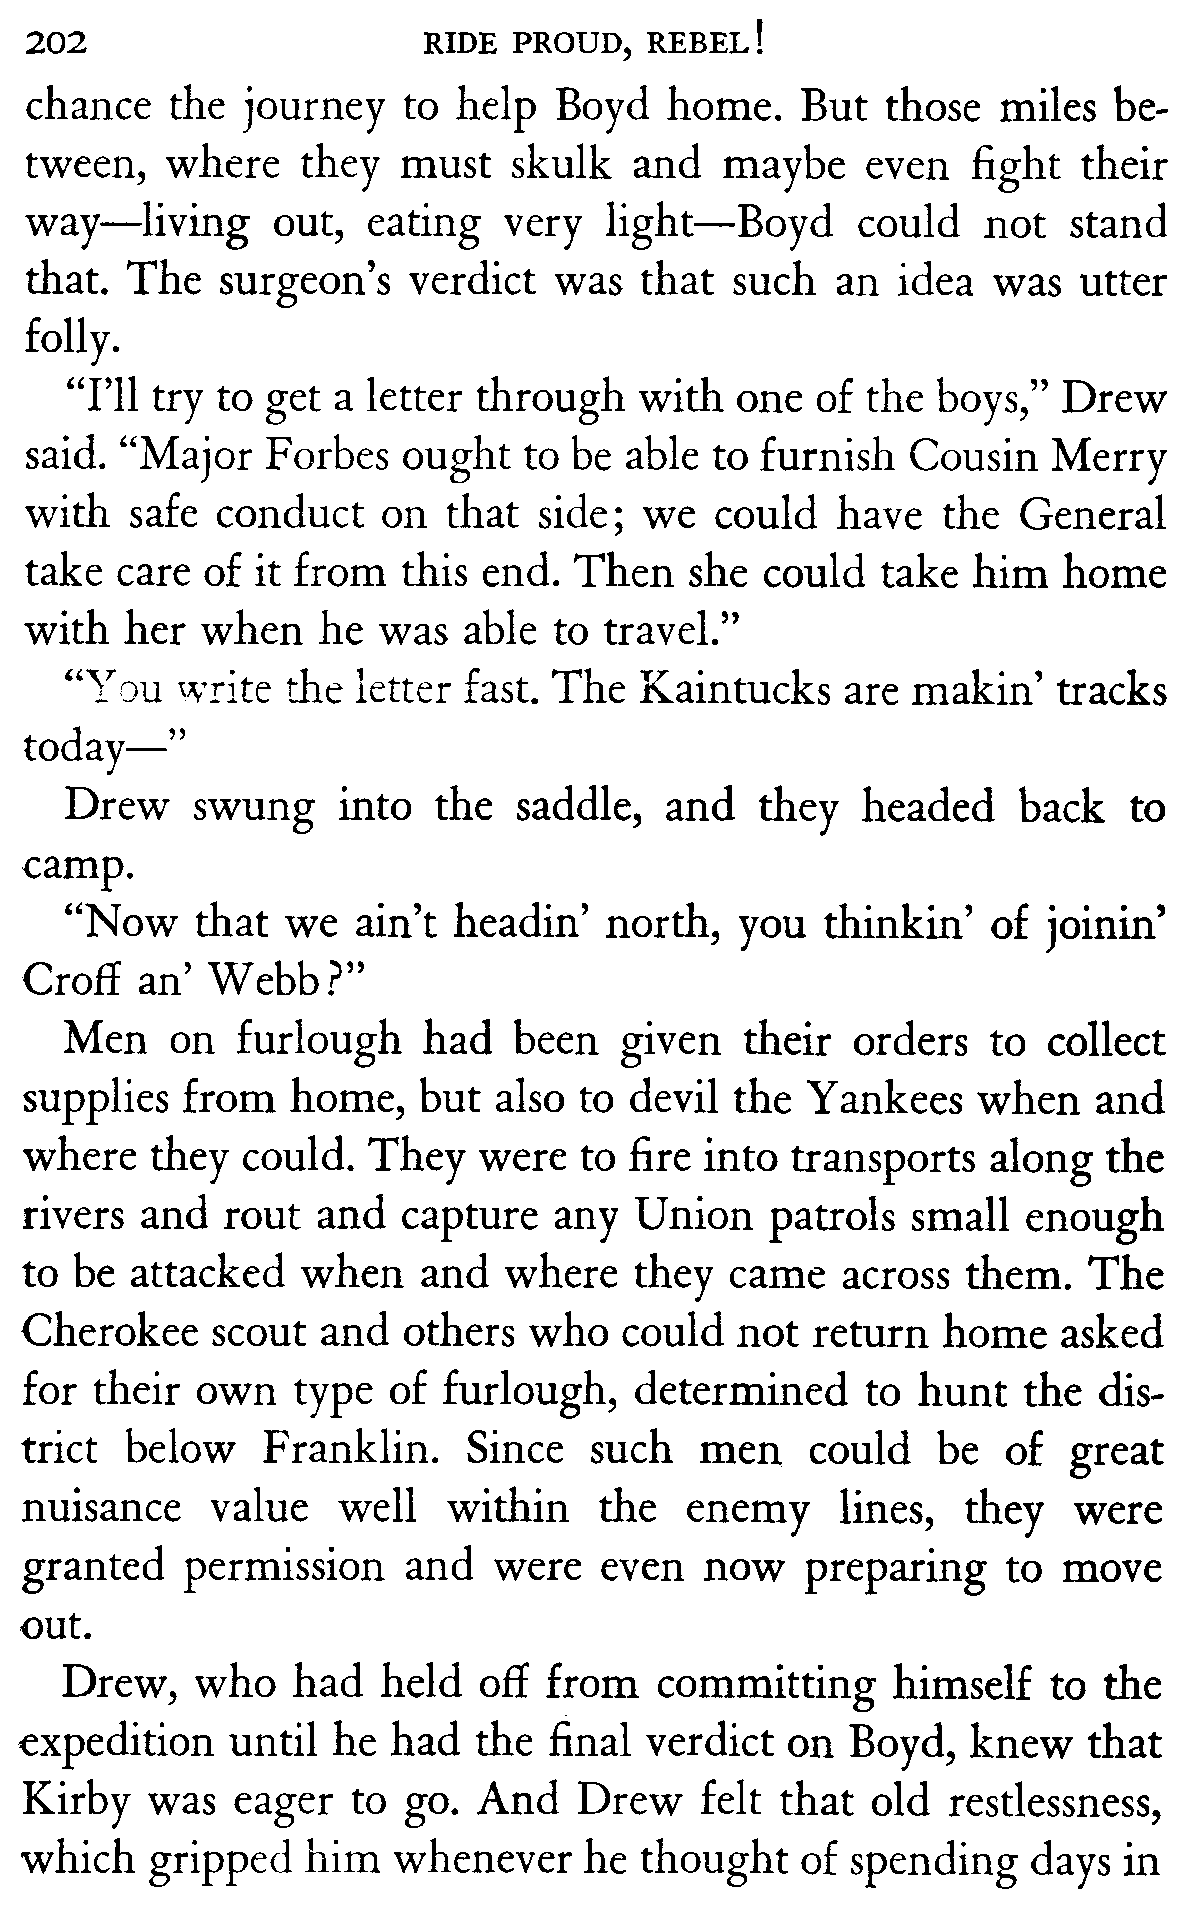 202 RIDE PROUD, REBEL!
chance the journey to help Boyd home. But those miles be-
tween, where they must skulk and maybe even fight their
way—living out, eating very light—Boyd could not stand
that. The surgeon's verdict was that such an idea was utter
folly.
“I'll try to get a letter through with one of the boys,” Drew
said. “Major Forbes ought to be able to furnish Cousin Merry
with safe conduct on that side; we could have the General
take care of it from this end. Then she could take him home
with her when he was able to travel.”
“You write the letter fast. The Kaintucks are makin' tracks
today—”
Drew swung into the saddle, and they headed back to
camp.
“Now that we ain't headin' north, you thinkin' of joinin'
Croff an' Webb?”
Men on furlough had been given their orders to collect
supplies from home, but also to devil the Yankees when and
where they could. They were to fire into transports along the
rivers and rout and capture any Union patrols small enough
to be attacked when and where they came across them. The
Cherokee scout and others who could not return home asked
for their own type of furlough, determined to hunt the dis-
trict below Franklin. Since such men could be of great
nuisance value well within the enemy lines, they were
granted permission and were even now preparing to move
out.
Drew, who had held off from committing himself to the
expedition until he had the final verdict on Boyd, knew that
Kirby was eager to go. And Drew felt that old restlessness,
which gripped him whenever he thought of spending days in